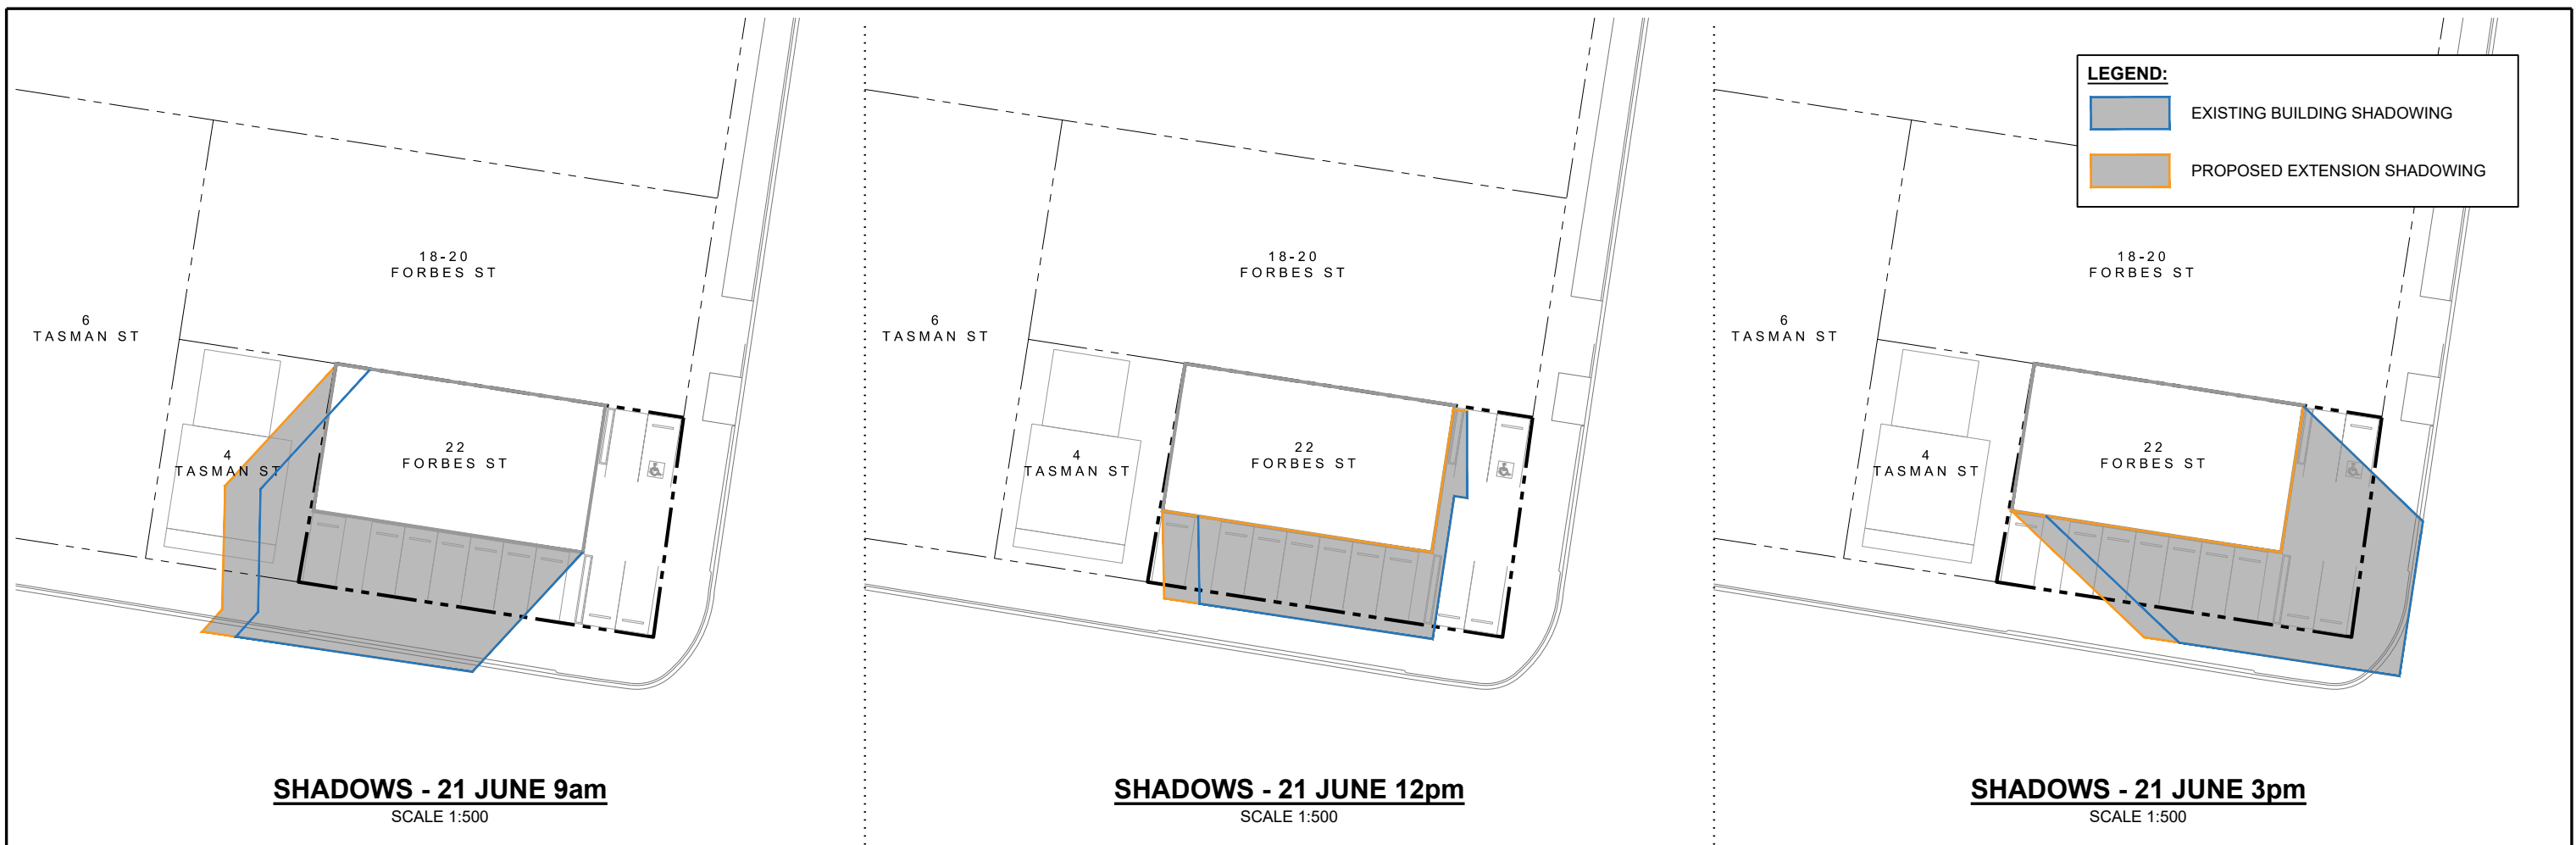 LEGEND:
EXISTING BUILDING SHADOWING
PROPOSED EXTENSION SHADOWING
18-20
FORBES ST
6
TASMAN ST
4
TASMAN ST
22
FORBES ST
SHADOWS - 21 JUNE 9am
SCALE 1:500
18-20
FORBES ST
6
TASMAN ST
4
TASMAN ST
22
FORBES ST
SHADOWS - 21 JUNE 12pm
SCALE 1:500
18-20
FORBES ST
6
TASMAN ST
4
TASMAN ST
22
FORBES ST
SHADOWS - 21 JUNE 3pm
SCALE 1:500